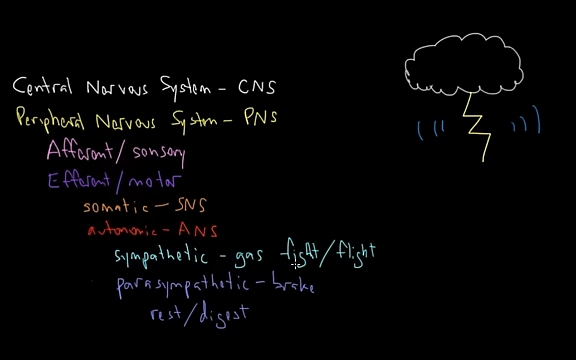 Central Nervous System - CNS
Peripheral Nervous System - PNS
Afferent/sensory
Efferent/motor
somatic - SNS
autonomic - ANS
sympathetic - gas fight/flight
parasympathetic - brake
rest/digest